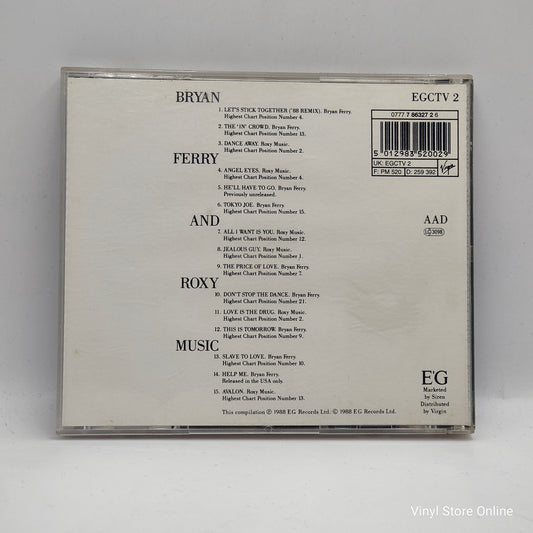 BRYAN
1. LET'S STICK TOGETHER ('88 REMIX). Bryan Ferry.
Highest Chart Position Number 4.
2. THE 'IN' CROWD. Bryan Ferry.
Highest Chart Position Number 13.
3. DANCE AWAY. Roxy Music.
Highest Chart Position Number 2.
FERRY
4. ANGEL EYES. Roxy Music.
Highest Chart Position Number 4.
5. HE'LL HAVE TO GO. Bryan Ferry.
Previously unreleased.
6. TOKYO JOE. Bryan Ferry.
Highest Chart Position Number 15.
AND
7. ALL I WANT IS YOU. Roxy Music.
Highest Chart Position Number 12.
8. JEALOUS GUY. Roxy Music.
Highest Chart Position Number 1.
9. THE PRICE OF LOVE. Bryan Ferry.
Highest Chart Position Number 7.
ROXY
10. DON'T STOP THE DANCE. Bryan Ferry.
Highest Chart Position Number 21.
11. LOVE IS THE DRUG. Roxy Music.
Highest Chart Position Number 2.
12. THIS IS TOMORROW. Bryan Ferry.
Highest Chart Position Number 9.
MUSIC
13. SLAVE TO LOVE. Bryan Ferry.
Highest Chart Position Number 10.
14. HELP ME. Bryan Ferry.
Released in the USA only.
15. AVALON. Roxy Music.
Highest Chart Position Number 13.
This compilation ℗ 1988 E·G Records Ltd. © 1988 E·G Records Ltd.
EGCTV 2
0777 7 86327 2 6
5 012983 520029
UK: EGCTV 2
F: PM 520 D: 259 392
Virgin
AAD
LC 3098
E'G
Marketed
by Siren
Distributed
by Virgin
Vinyl Store Online